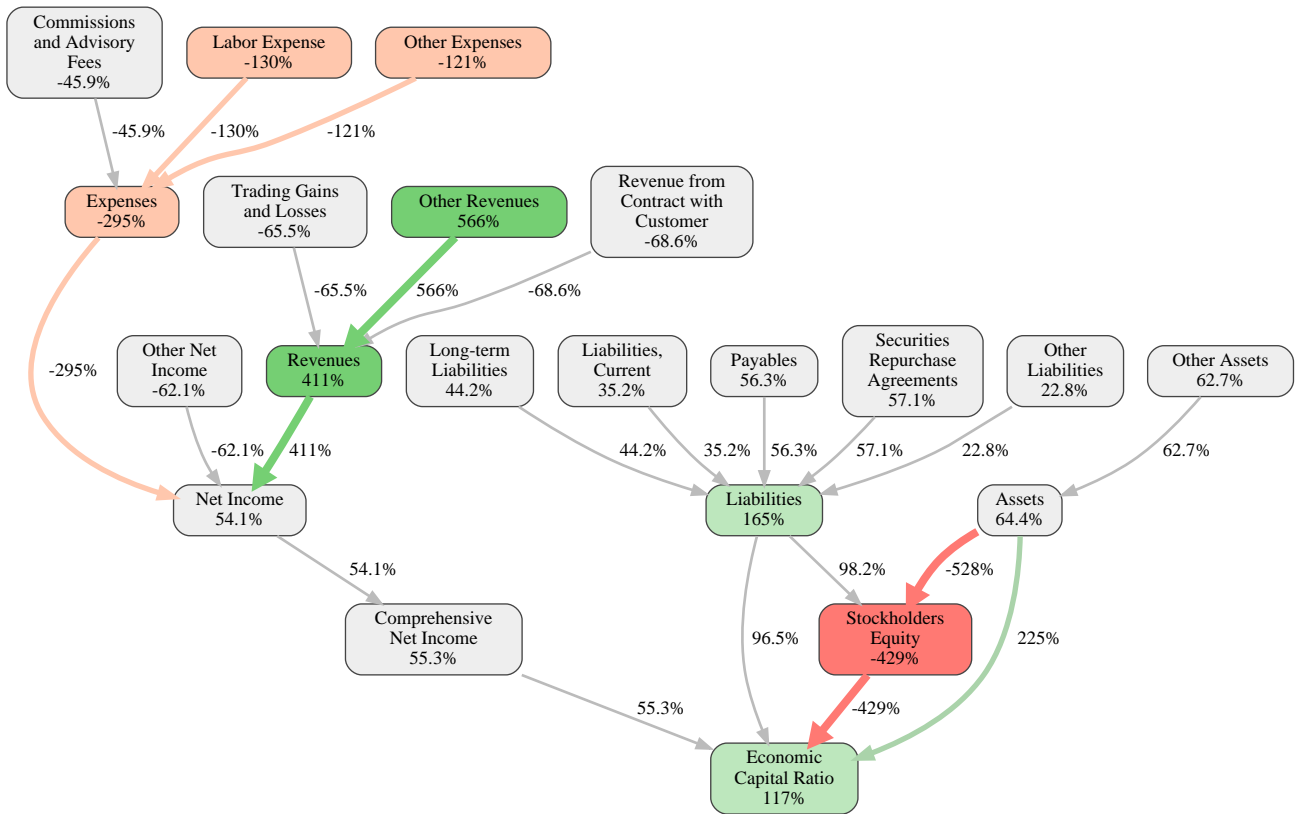 Commissions
and Advisory
Fees
-45.9%
Labor Expense
-130%
Other Expenses
-121%
-45.9%
-130%
-121%
Expenses
-295%
Trading Gains
and Losses
-65.5%
Other Revenues
566%
Revenue from
Contract with
Customer
-68.6%
-65.5%
566%
-68.6%
-295%
Other Net
Income
-62.1%
Revenues
411%
Long-term
Liabilities
44.2%
Liabilities,
Current
35.2%
Payables
56.3%
Securities
Repurchase
Agreements
57.1%
Other
Liabilities
22.8%
Other Assets
62.7%
-62.1%
411%
44.2%
35.2%
56.3%
57.1%
22.8%
62.7%
Net Income
54.1%
Liabilities
165%
Assets
64.4%
54.1%
98.2%
-528%
Comprehensive
Net Income
55.3%
96.5%
Stockholders
Equity
-429%
225%
55.3%
-429%
Economic
Capital Ratio
117%